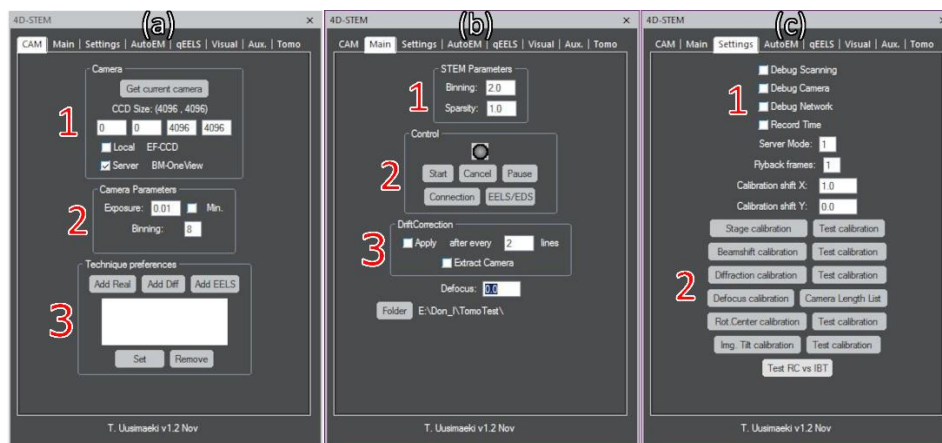 (a)
4D-STEM ×
CAM | Main | Settings | AutoEM | qEELS | Visual | Aux. | Tomo
Camera
Get current camera
1
CCD Size: (4096 , 4096)
0 0 4096 4096
Local EF-CCD
Server BM-OneView
Camera Parameters
2
Exposure: 0.01 Min.
Binning: 8
Technique preferences
Add Real Add Diff Add EELS
3
Set Remove
T. Uusimaeki v1.2 Nov
(b)
4D-STEM ×
CAM Main Settings | AutoEM | qEELS | Visual | Aux. | Tomo
STEM Parameters
1
Binning: 2.0
Sparsity: 1.0
Control
2
Start Cancel Pause
Connection EELS/EDS
DriftCorrection
3
Apply after every 2 lines
Extract Camera
Defocus: 0.0
Folder E:\Don_I\TomoTest\
T. Uusimaeki v1.2 Nov
(c)
4D-STEM
CAM | Main Settings AutoEM | qEELS | Visual | Aux. | Tomo
1
Debug Scanning
Debug Camera
Debug Network
Record Time
Server Mode: 1
Flyback frames: 1
Calibration shift X: 1.0
Calibration shift Y: 0.0
2
Stage calibration Test calibration
Beamshift calibration Test calibration
Diffraction calibration Test calibration
Defocus calibration Camera Length List
Rot.Center calibration Test calibration
Img. Tilt calibration Test calibration
Test RC vs IBT
T. Uusimaeki v1.2 Nov